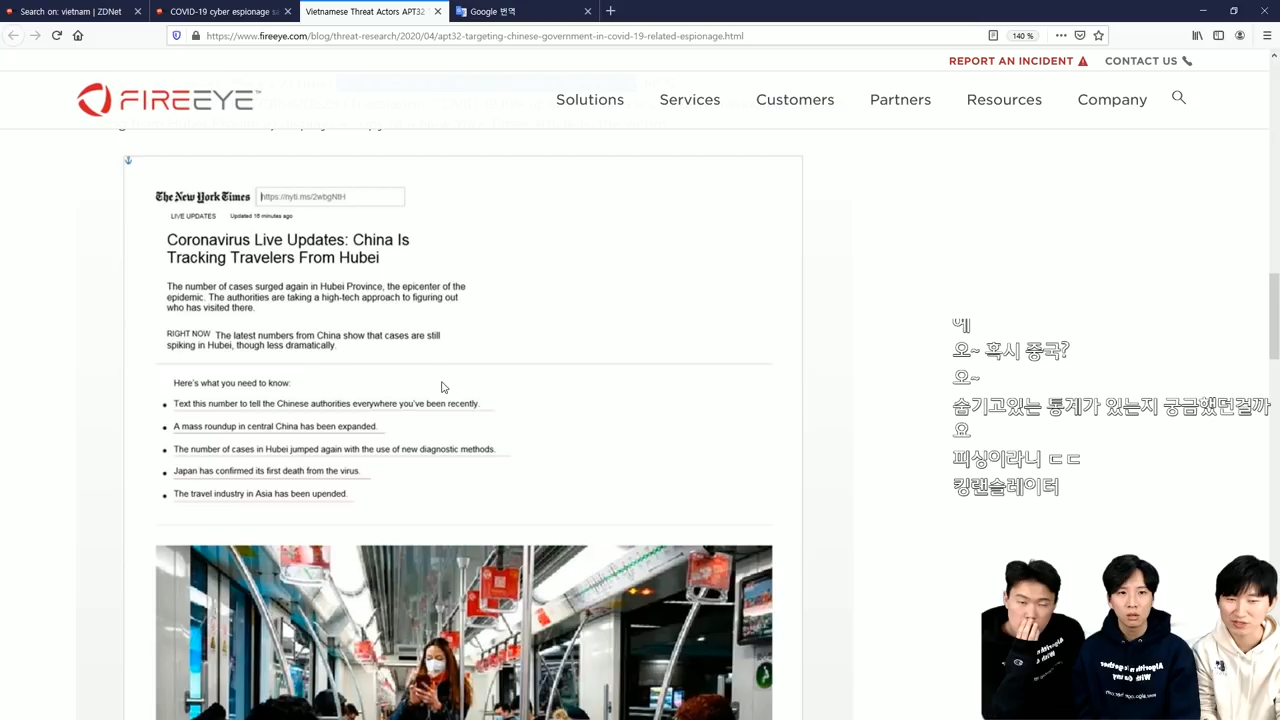 Search on: vietnam | ZDNet
COVID-19 cyber espionage sa
Vietnamese Threat Actors APT32
Google 번역
https://www.fireeye.com/blog/threat-research/2020/04/apt32-targeting-chinese-government-in-covid-19-related-espionage.html
140 %
REPORT AN INCIDENT
CONTACT US
FIREEYE™
Solutions
Services
Customers
Partners
Resources
Company
The New York Times
https://nyti.ms/2wbgNtH
LIVE UPDATES
Updated 16 minutes ago
Coronavirus Live Updates: China Is
Tracking Travelers From Hubei
The number of cases surged again in Hubei Province, the epicenter of the
epidemic. The authorities are taking a high-tech approach to figuring out
who has visited there.
RIGHT NOW The latest numbers from China show that cases are still
spiking in Hubei, though less dramatically.
Here's what you need to know:
Text this number to tell the Chinese authorities everywhere you've been recently.
A mass roundup in central China has been expanded.
The number of cases in Hubei jumped again with the use of new diagnostic methods.
Japan has confirmed its first death from the virus.
The travel industry in Asia has been upended.
오~ 혹시 중국?
오~
숨기고있는 통계가 있는지 궁금했던걸까
요
피싱이라니 ㄷㄷ
킹랜슬레이터